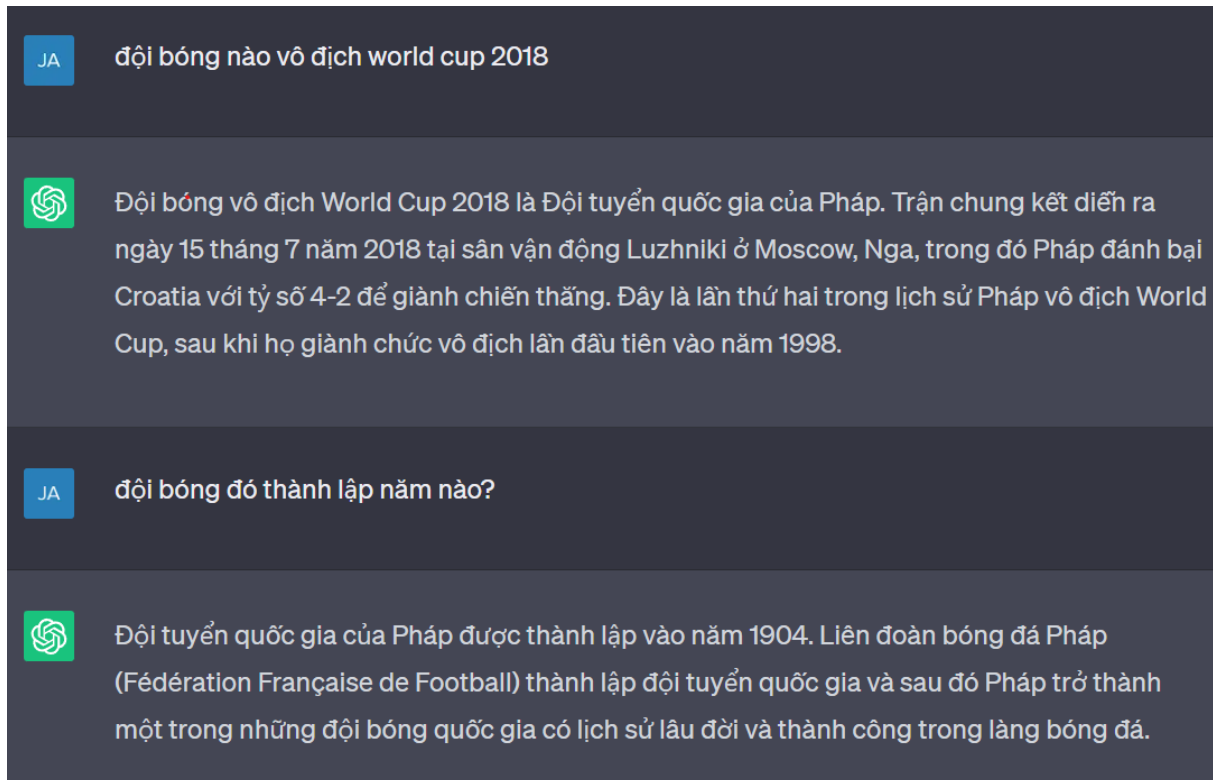 JA
đội bóng nào vô địch world cup 2018
Đội bóng vô địch World Cup 2018 là Đội tuyển quốc gia của Pháp. Trận chung kết diễn ra
ngày 15 tháng 7 năm 2018 tại sân vận động Luzhniki ở Moscow, Nga, trong đó Pháp đánh bại
Croatia với tỷ số 4-2 để giành chiến thắng. Đây là lần thứ hai trong lịch sử Pháp vô địch World
Cup, sau khi họ giành chức vô địch lần đầu tiên vào năm 1998.
JA
đội bóng đó thành lập năm nào?
Đội tuyển quốc gia của Pháp được thành lập vào năm 1904. Liên đoàn bóng đá Pháp
(Fédération Française de Football) thành lập đội tuyển quốc gia và sau đó Pháp trở thành
một trong những đội bóng quốc gia có lịch sử lâu đời và thành công trong làng bóng đá.